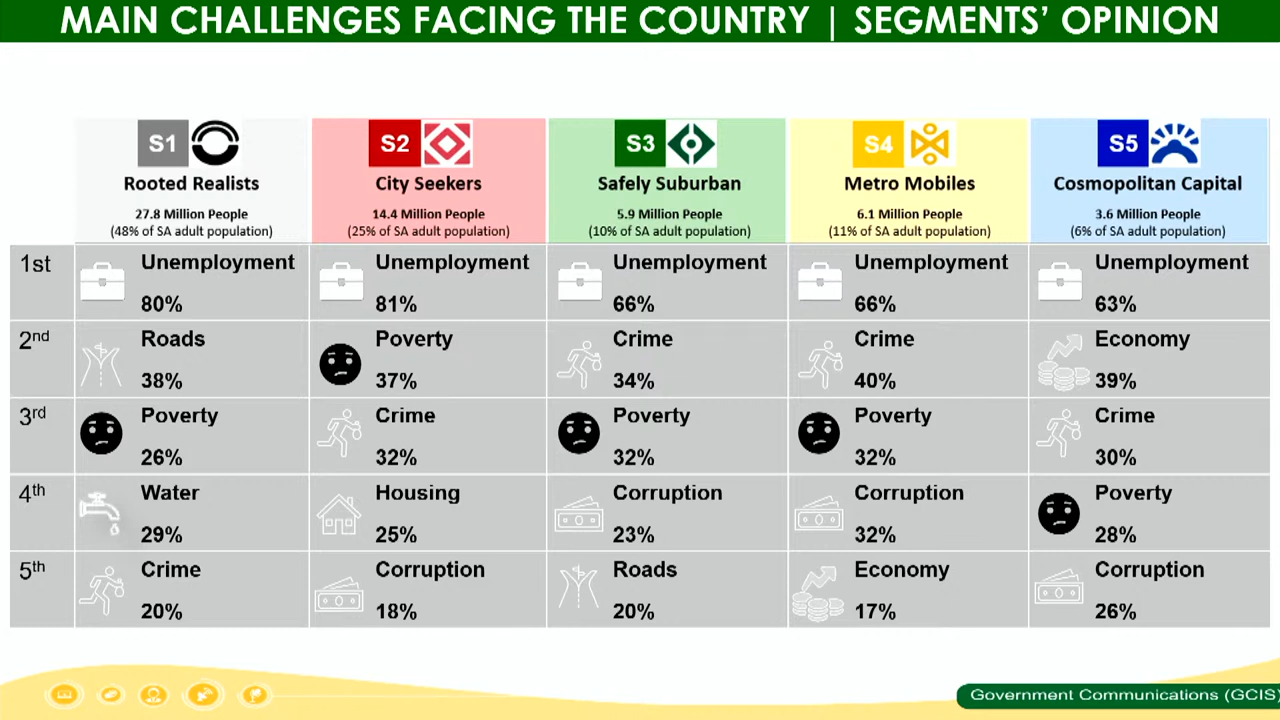 MAIN CHALLENGES FACING THE COUNTRY | SEGMENTS' OPINION
S1 S2 S3 S4 S5
Rooted Realists City Seekers Safely Suburban Metro Mobiles Cosmopolitan Capital
27.8 Million People 14.4 Million People 5.9 Million People 6.1 Million People 3.6 Million People
(48% of SA adult population) (25% of SA adult population) (10% of SA adult population) (11% of SA adult population) (6% of SA adult population)
1st Unemployment Unemployment Unemployment Unemployment Unemployment
80% 81% 66% 66% 63%
2nd Roads Poverty Crime Crime Economy
38% 37% 34% 40% 39%
3rd Poverty Crime Poverty Poverty Crime
26% 32% 32% 32% 30%
4th Water Housing Corruption Corruption Poverty
29% 25% 23% 32% 28%
5th Crime Corruption Roads Economy Corruption
20% 18% 20% 17% 26%
Government Communications (GCIS)